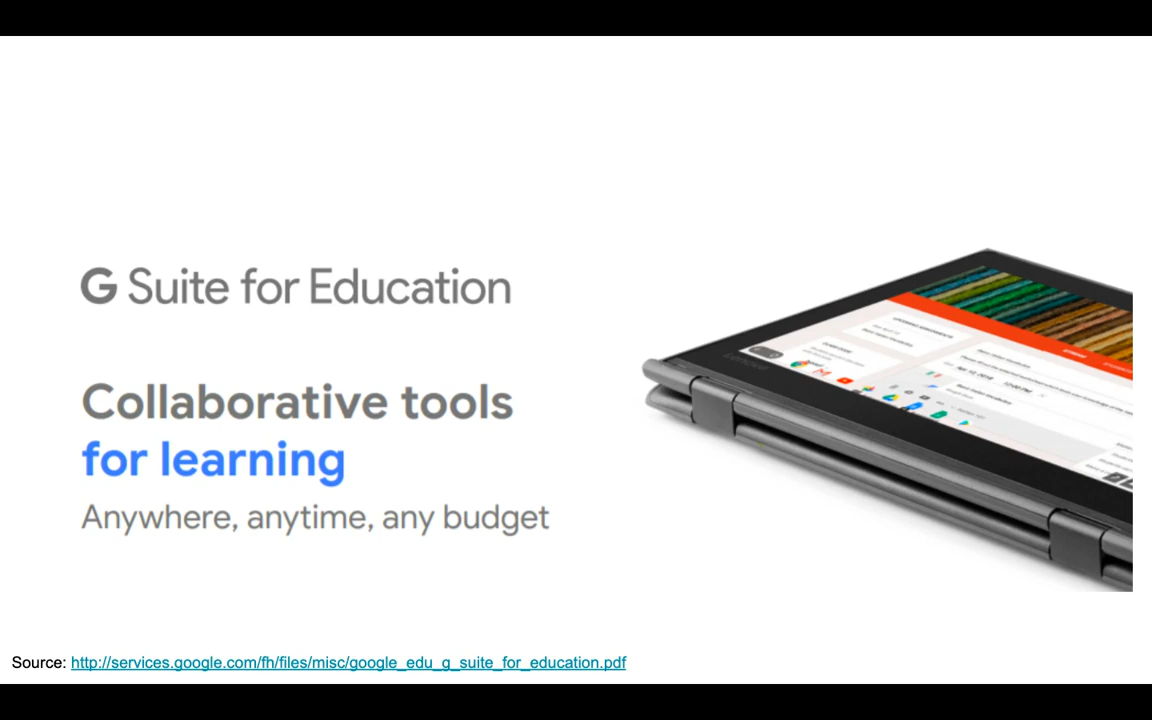 G Suite for Education
Collaborative tools
for learning
Anywhere, anytime, any budget
Lenovo
Source: http://services.google.com/fh/files/misc/google_edu_g_suite_for_education.pdf